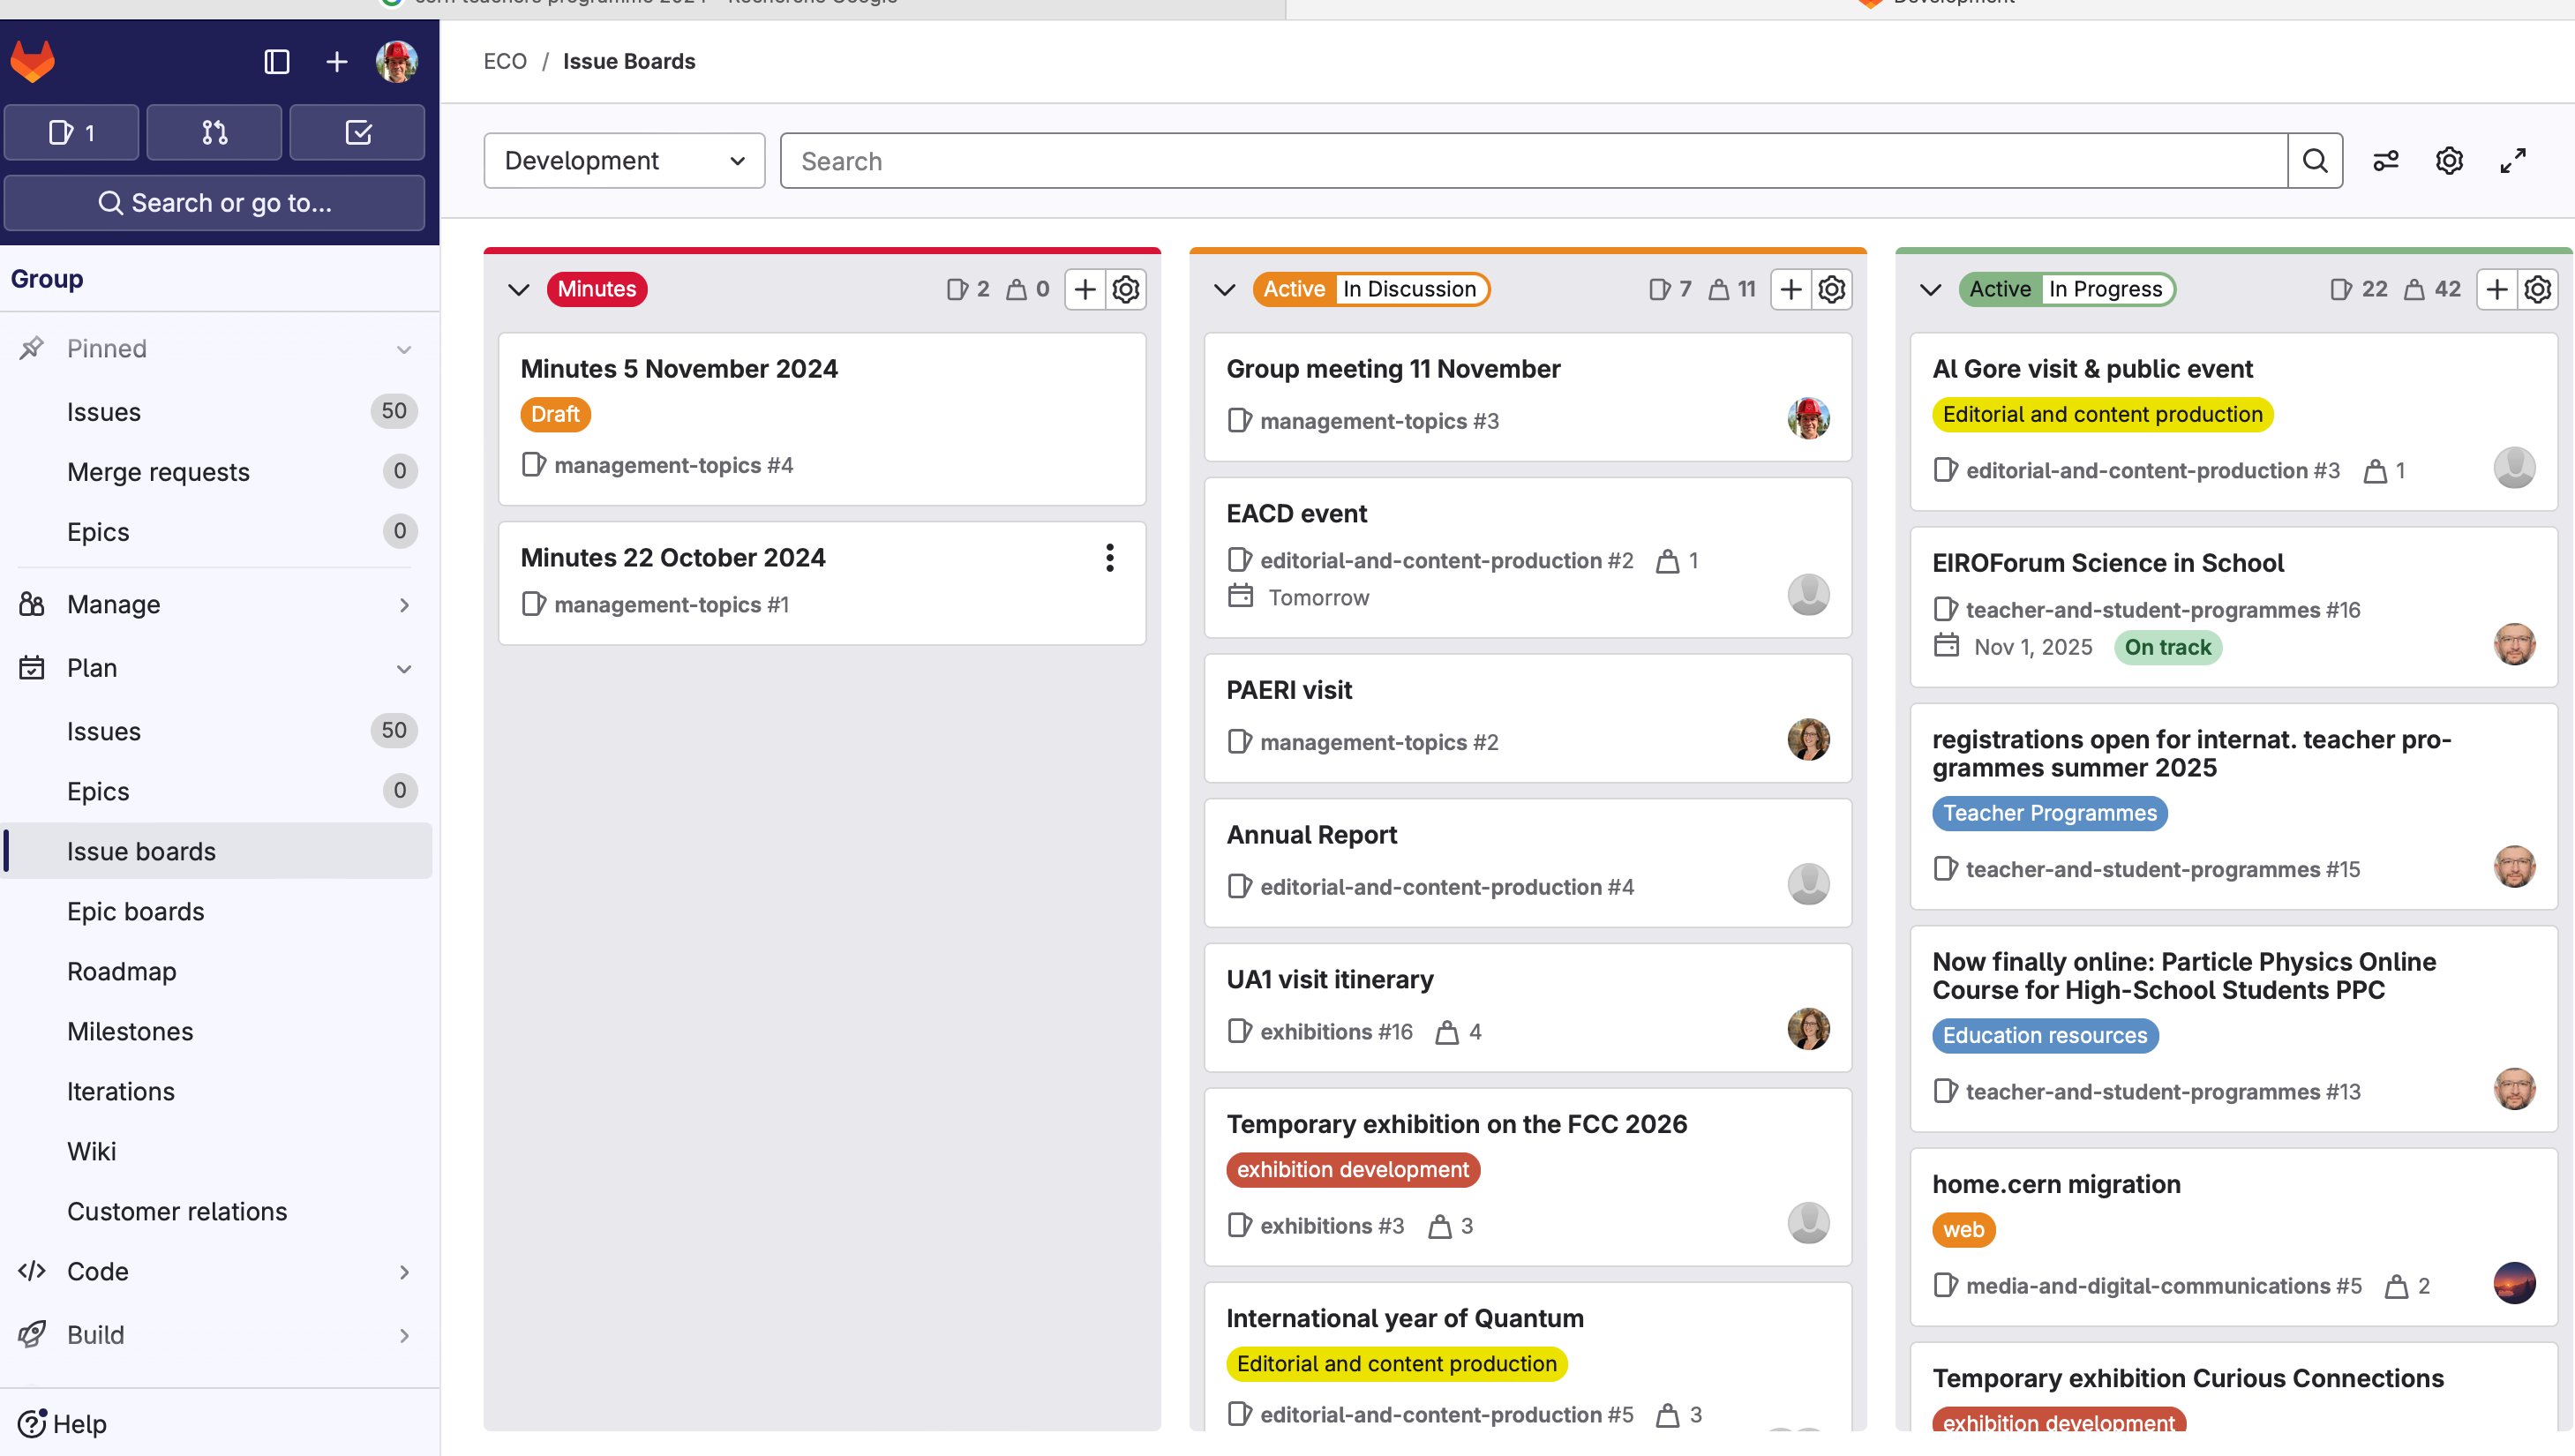 ECO / Issue Boards
1
Search or go to...
Development
Search
Group
Pinned
Issues 50
Merge requests 0
Epics 0
Manage
Plan
Issues 50
Epics 0
Issue boards
Epic boards
Roadmap
Milestones
Iterations
Wiki
Customer relations
Code
Build
Help
Minutes 2 0
Minutes 5 November 2024
Draft
management-topics #4
Minutes 22 October 2024
management-topics #1
Active In Discussion 7 11
Group meeting 11 November
management-topics #3
EACD event
editorial-and-content-production #2 1
Tomorrow
PAERI visit
management-topics #2
Annual Report
editorial-and-content-production #4
UA1 visit itinerary
exhibitions #16 4
Temporary exhibition on the FCC 2026
exhibition development
exhibitions #3 3
International year of Quantum
Editorial and content production
editorial-and-content-production #5 3
Active In Progress 22 42
Al Gore visit & public event
Editorial and content production
editorial-and-content-production #3 1
EIROForum Science in School
teacher-and-student-programmes #16
Nov 1, 2025 On track
registrations open for internat. teacher pro-
grammes summer 2025
Teacher Programmes
teacher-and-student-programmes #15
Now finally online: Particle Physics Online
Course for High-School Students PPC
Education resources
teacher-and-student-programmes #13
home.cern migration
web
media-and-digital-communications #5 2
Temporary exhibition Curious Connections
exhibition development